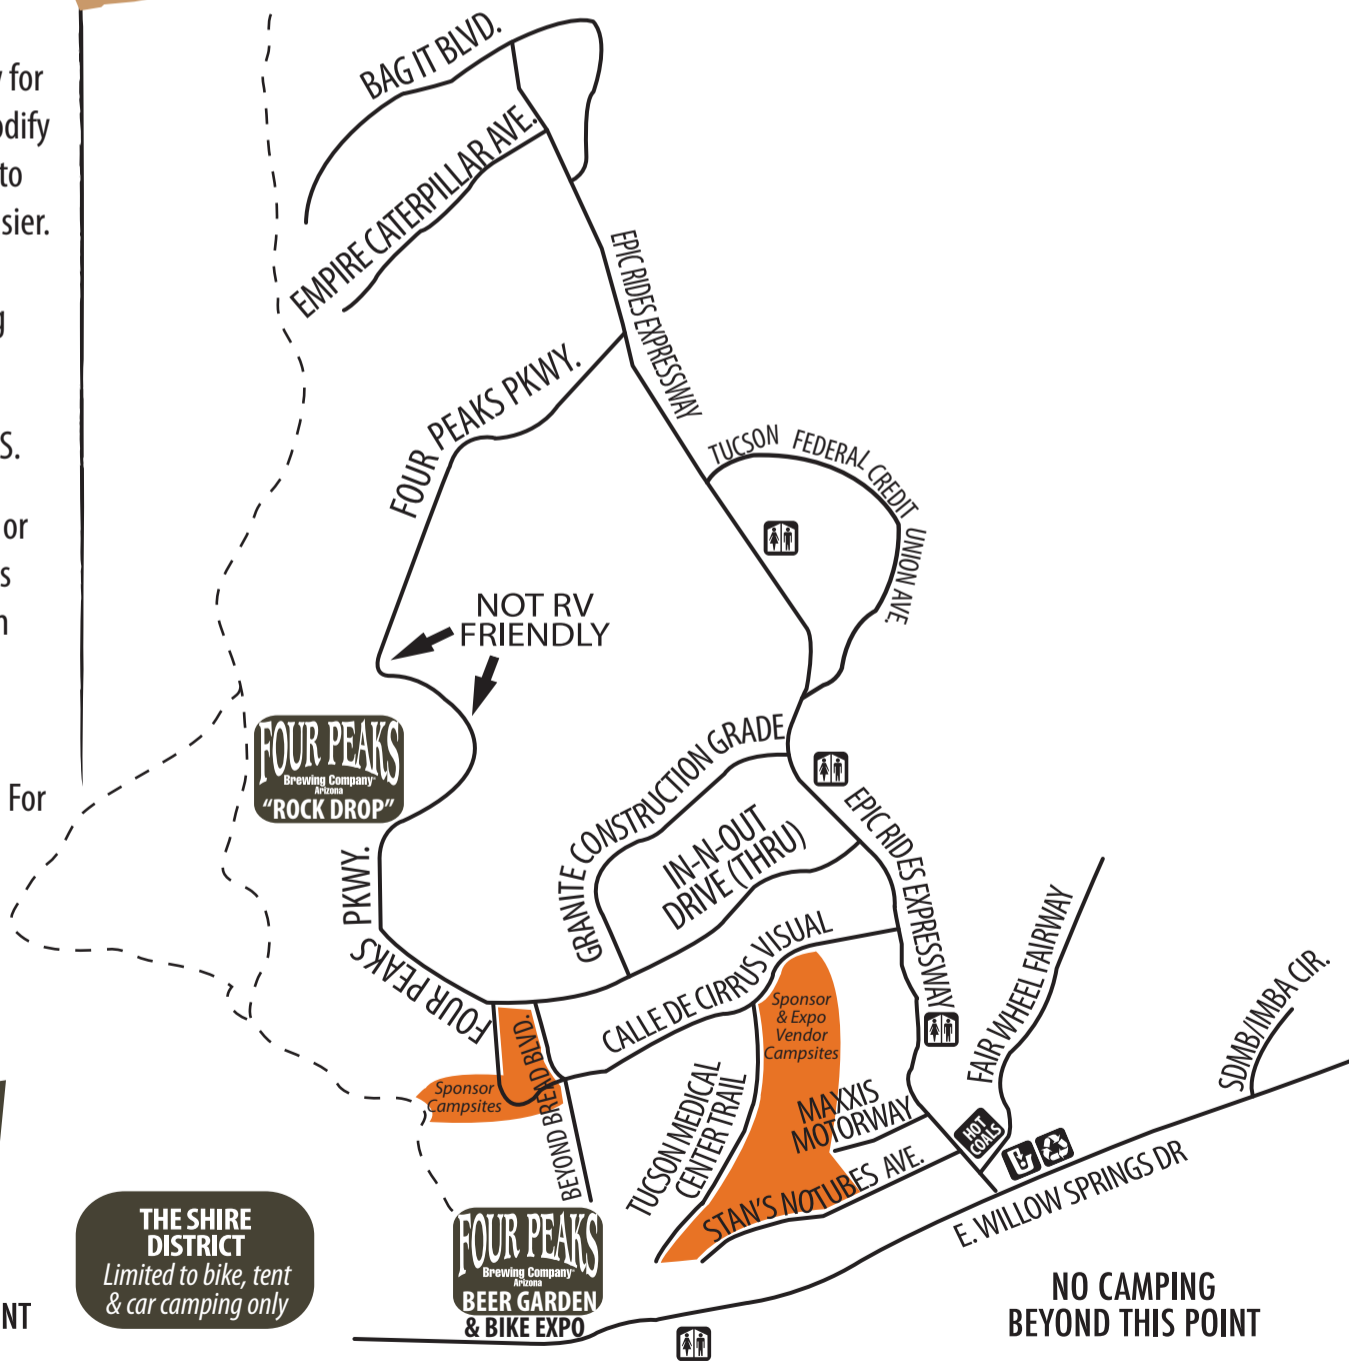 for
odify
to
sier.
g
S.
or
s
n
For
NT
BAG IT BLVD.
EMPIRE CATERPILLAR AVE.
EPIC RIDES EXPRESSWAY
FOUR PEAKS PKWY.
TUCSON FEDERAL CREDIT UNION AVE.
NOT RV
FRIENDLY
FOUR PEAKS
Brewing Company
Arizona
"ROCK DROP"
GRANITE CONSTRUCTION GRADE
IN-N-OUT
DRIVE (THRU)
EPIC RIDES EXPRESSWAY
FOUR PEAKS PKWY.
CALLE DE CIRRUS VISUAL
Sponsor
& Expo
Vendor
Campsites
FAIR WHEEL FAIRWAY
SDMB/IMBA CIR.
BEYOND BREAD BLVD.
Sponsor
Campsites
BEYOND BREAD BLVD.
TUCSON MEDICAL
CENTER TRAIL
MAXXIS
MOTORWAY
HOT
COALS
STAN'S NOTUBES AVE.
E. WILLOW SPRINGS DR
THE SHIRE
DISTRICT
Limited to bike, tent
& car camping only
FOUR PEAKS
Brewing Company
Arizona
BEER GARDEN
& BIKE EXPO
NO CAMPING
BEYOND THIS POINT